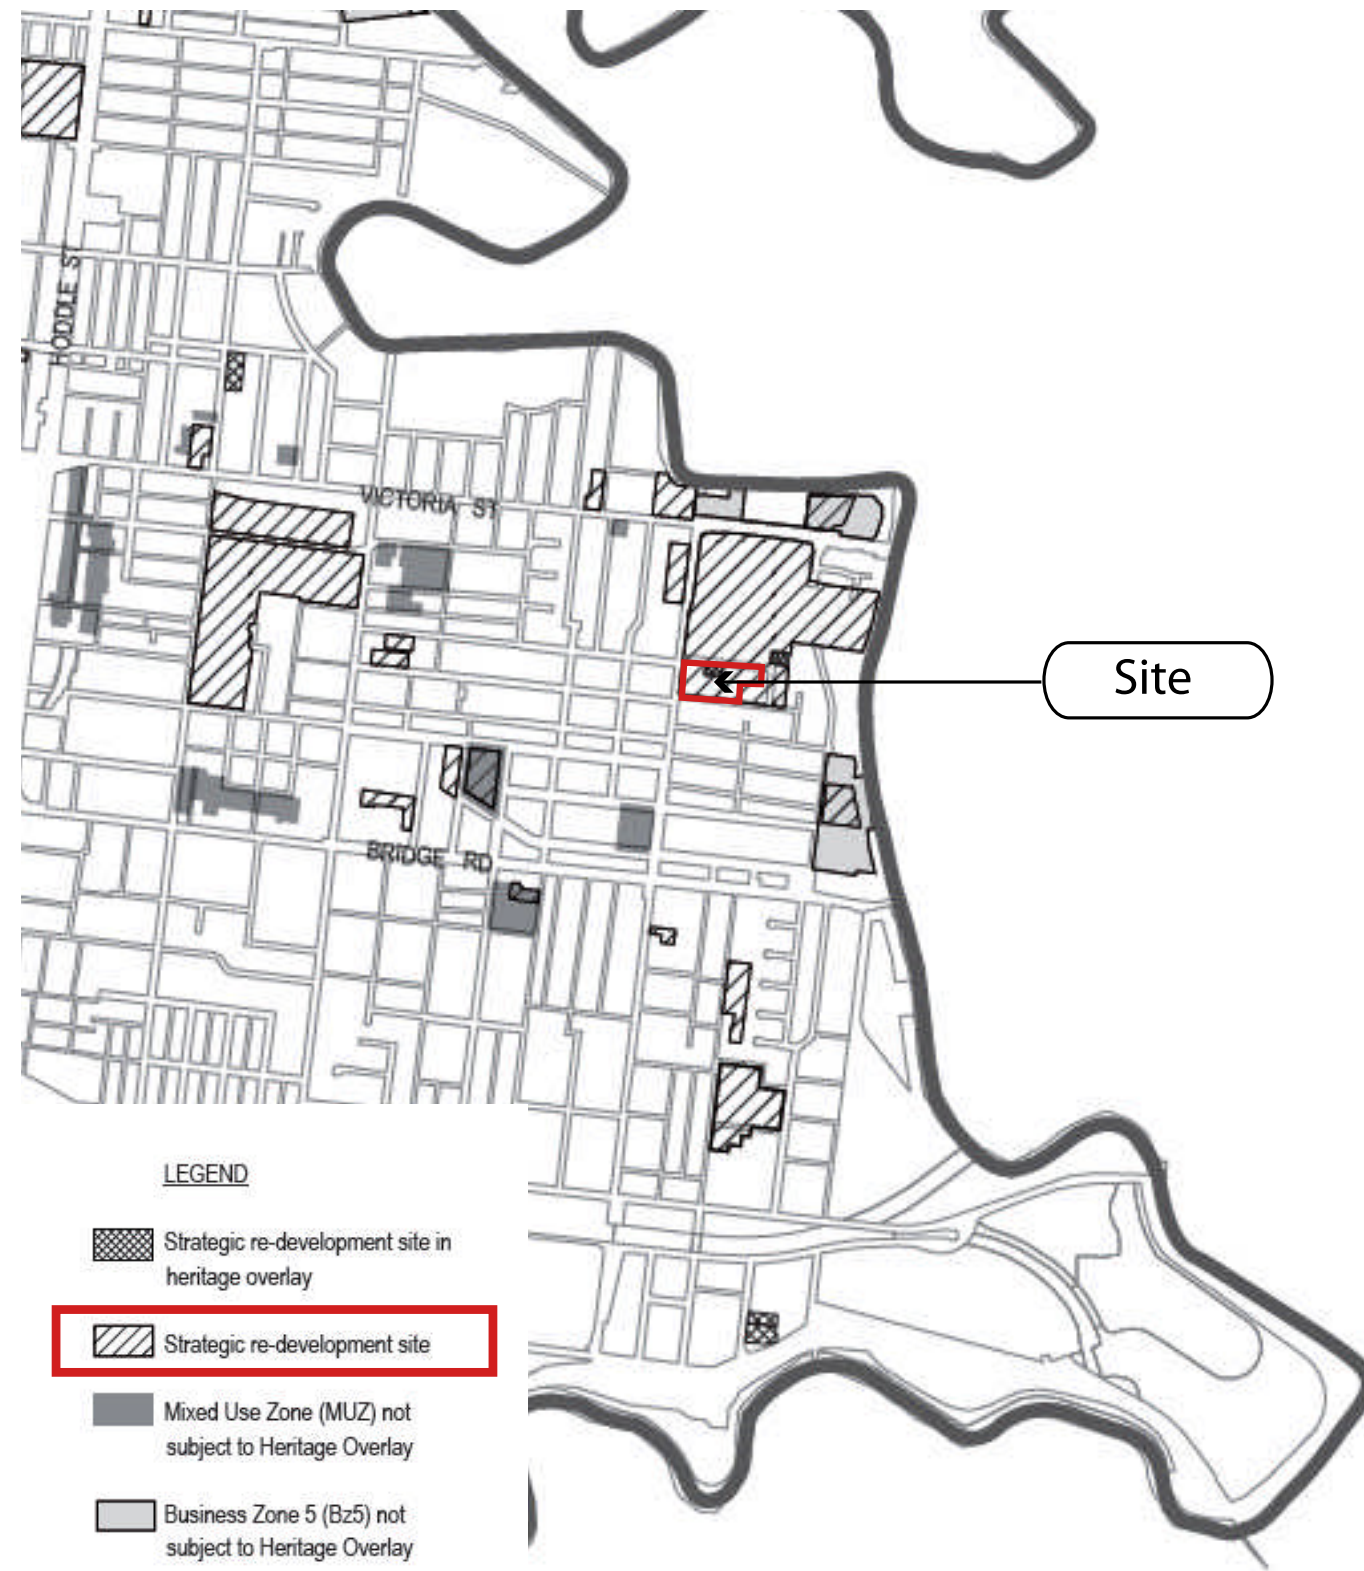 HODDLE ST
VICTORIA ST
Site
BRIDGE RD
LEGEND
Strategic re-development site in
heritage overlay
Strategic re-development site
Mixed Use Zone (MUZ) not
subject to Heritage Overlay
Business Zone 5 (Bz5) not
subject to Heritage Overlay